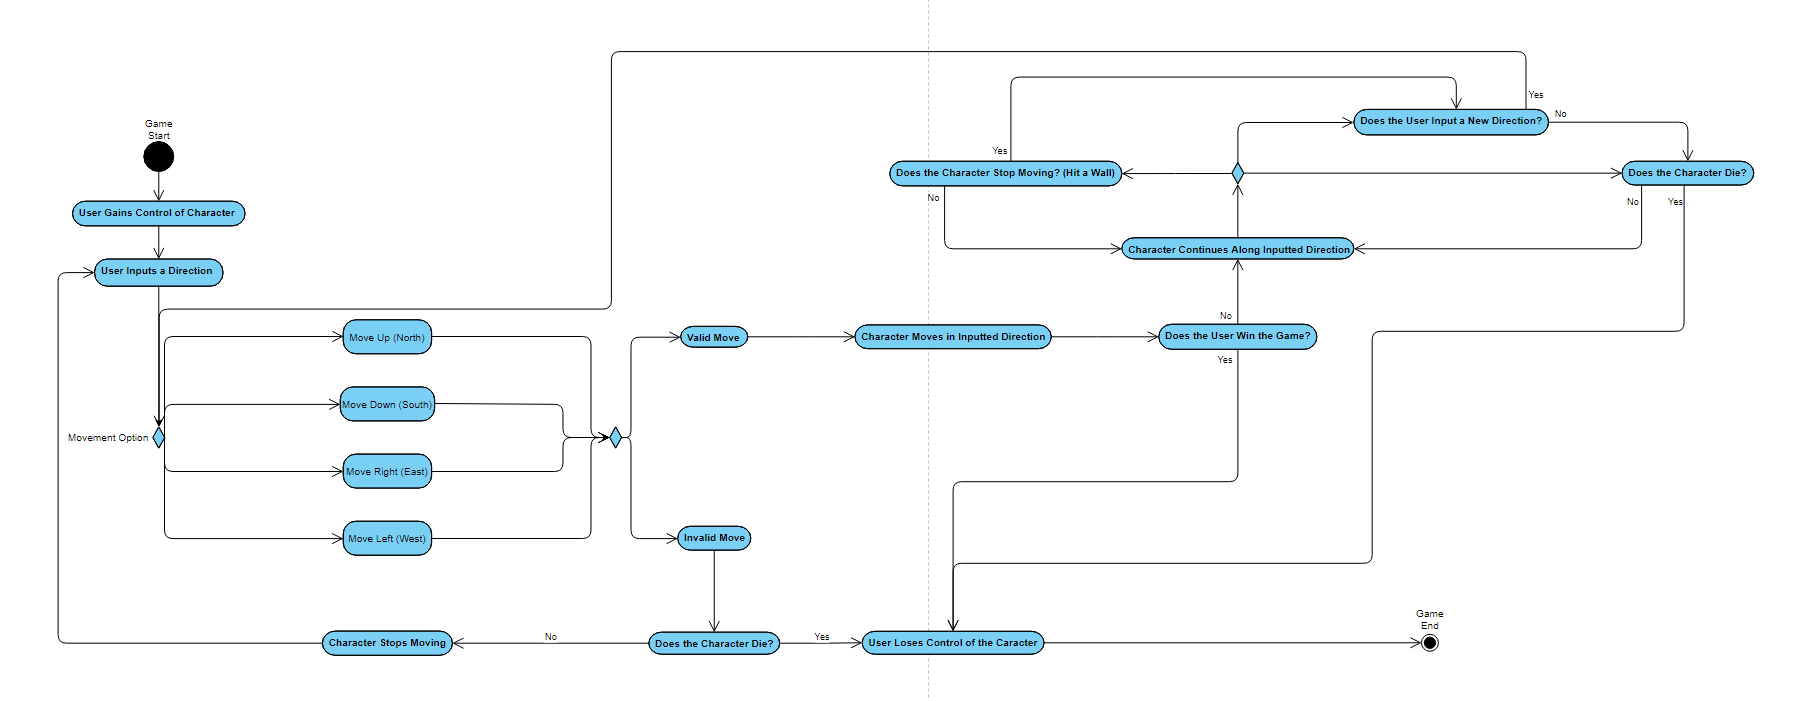 Game
Start
User Gains Control of Character
User Inputs a Direction
Movement Option
Move Up (North)
Move Down (South)
Move Right (East)
Move Left (West)
Valid Move
Invalid Move
Character Moves in Inputted Direction
Does the User Win the Game?
No
Yes
Character Continues Along Inputted Direction
Does the Character Stop Moving? (Hit a Wall)
Yes
No
Does the User Input a New Direction?
Yes
No
Does the Character Die?
No
Yes
Does the Character Die?
No
Yes
Character Stops Moving
User Loses Control of the Caracter
Game
End